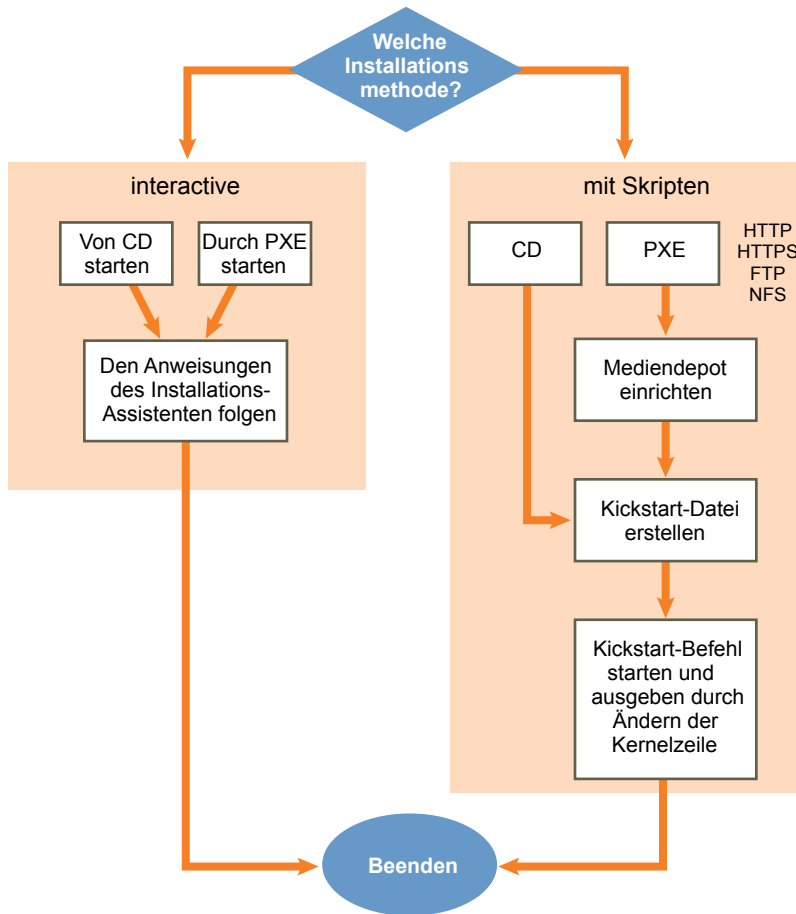 Welche
Installations
methode?
interactive
Von CD
starten
Durch PXE
starten
Den Anweisungen
des Installations-
Assistenten folgen
mit Skripten
CD
PXE
HTTP
HTTPS
FTP
NFS
Mediendepot
einrichten
Kickstart-Datei
erstellen
Kickstart-Befehl
starten und
ausgeben durch
Ändern der
Kernelzeile
Beenden